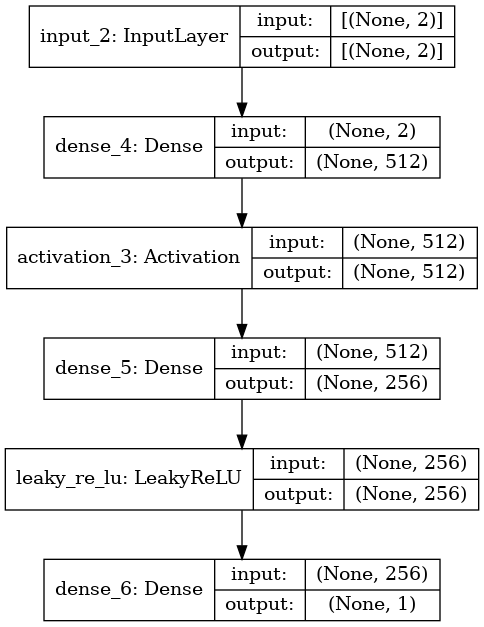 input_2: InputLayer
input:
[(None, 2)]
output:
[(None, 2)]
dense_4: Dense
input:
(None, 2)
output:
(None, 512)
activation_3: Activation
input:
(None, 512)
output:
(None, 512)
dense_5: Dense
input:
(None, 512)
output:
(None, 256)
leaky_re_lu: LeakyReLU
input:
(None, 256)
output:
(None, 256)
dense_6: Dense
input:
(None, 256)
output:
(None, 1)